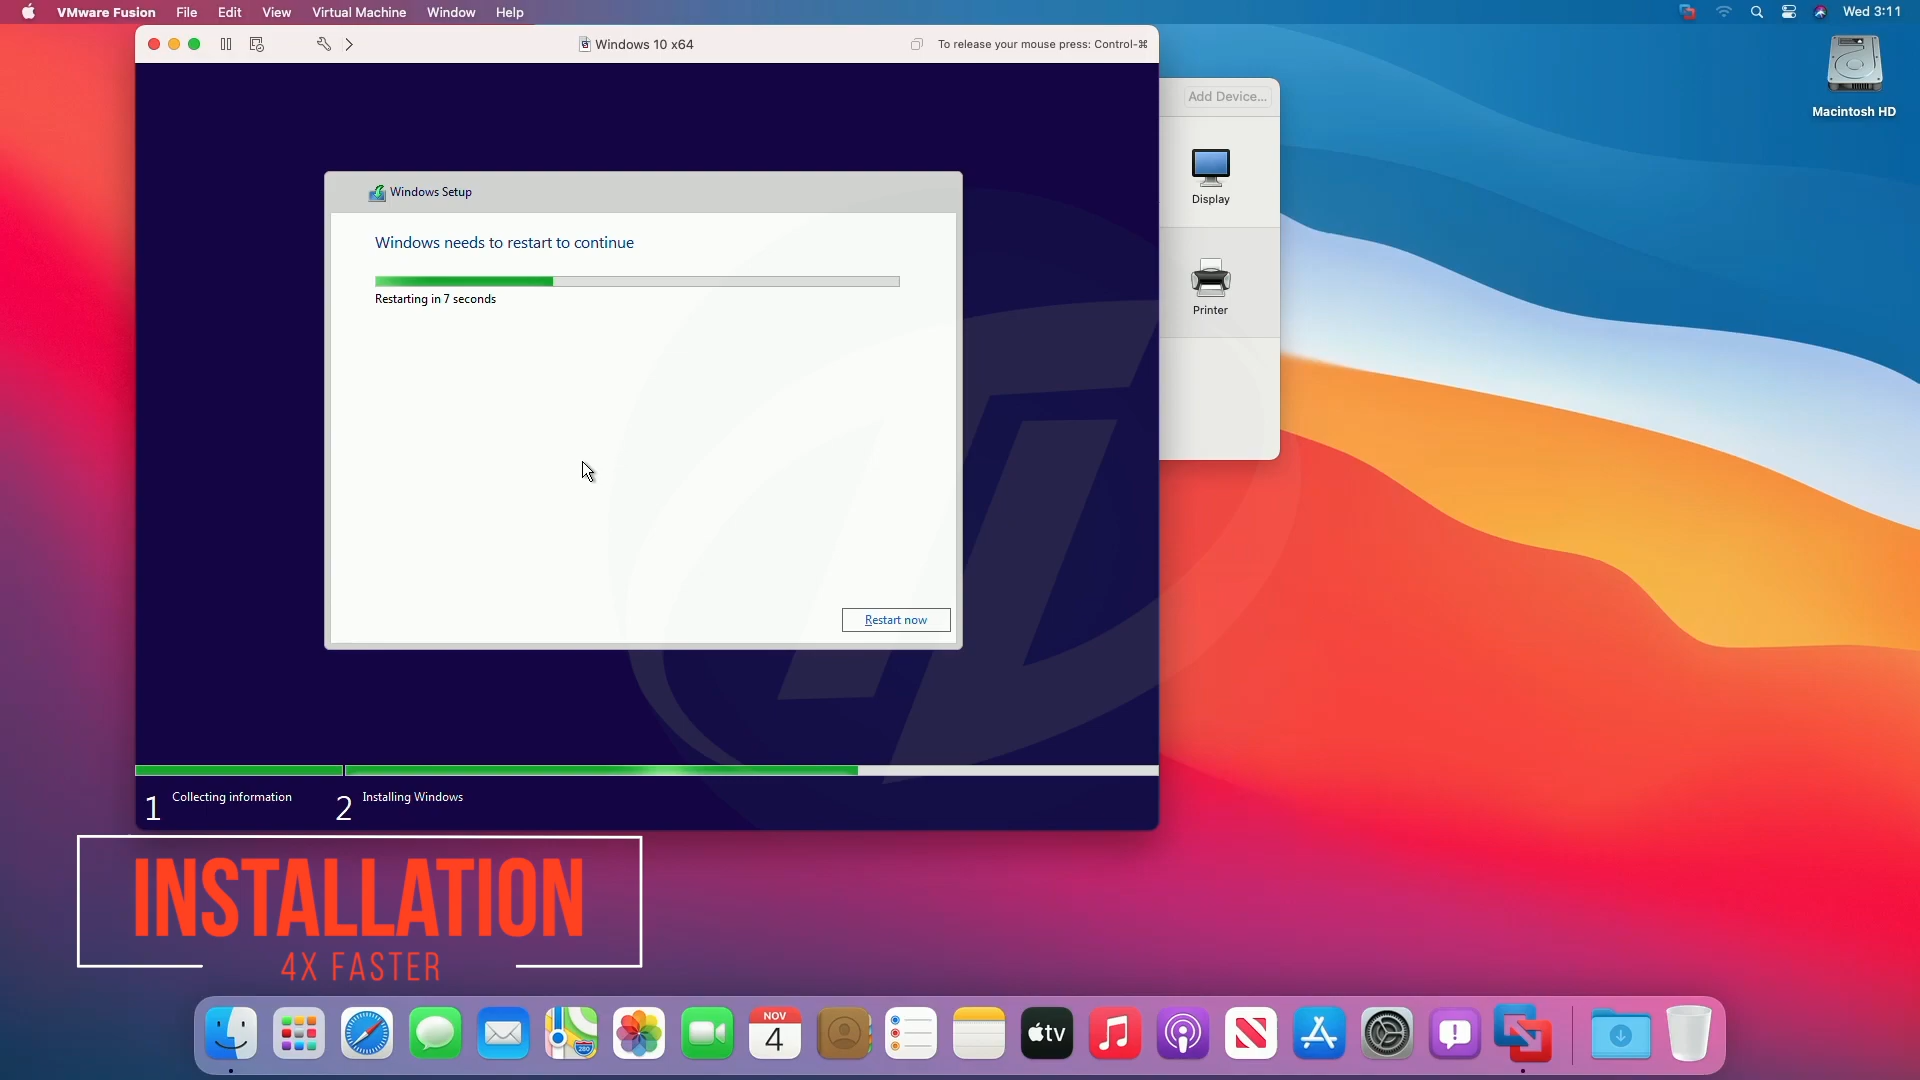 VMware Fusion File Edit View Virtual Machine Window Help Wed 3:11
Windows 10 x64 To release your mouse press: Control-⌘
Macintosh HD
Add Device...
Display
Printer
Windows Setup
Windows needs to restart to continue
Restarting in 7 seconds
Restart now
1 Collecting information 2 Installing Windows
INSTALLATION
4X FASTER
NOV
4
280
tv